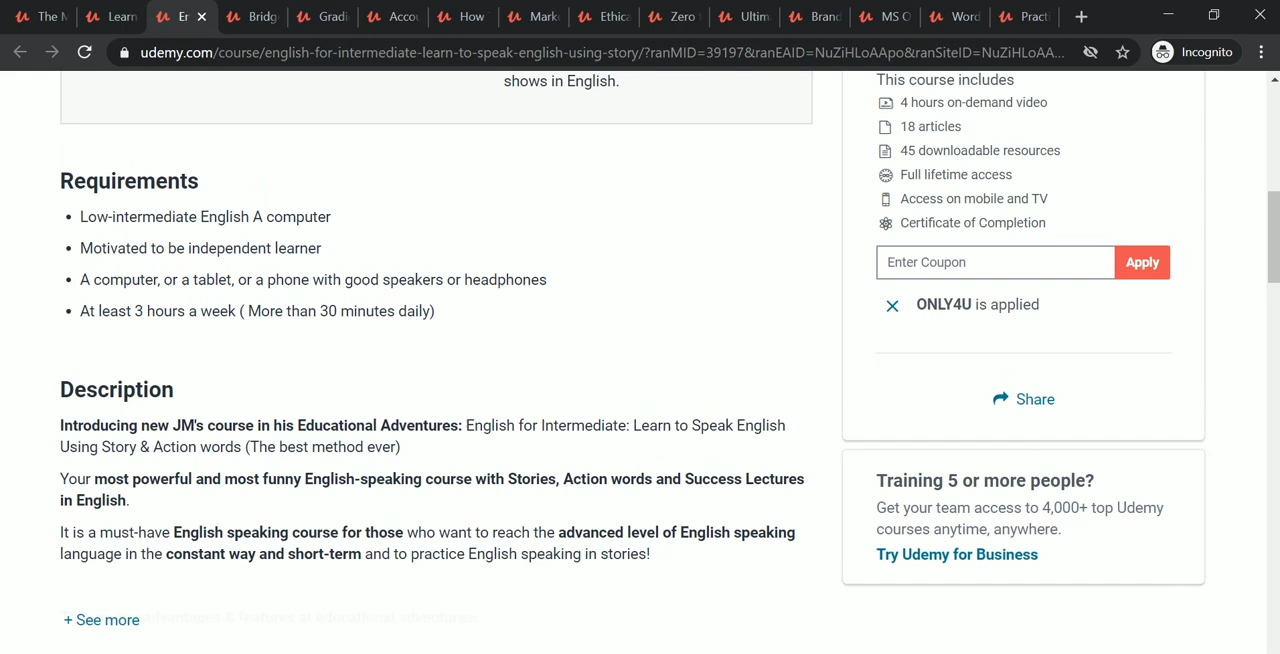 The M
Learn
Er
Bridg
Gradi
Accou
How
Mark
Ethica
Zero
Ultim
Brand
MS O
Word
Practi
udemy.com/course/english-for-intermediate-learn-to-speak-english-using-story/?ranMID=39197&ranEAID=NuZiHLoAApo&ranSiteID=NuZiHLoAA...
Incognito
shows in English.
Requirements
Low-intermediate English A computer
Motivated to be independent learner
A computer, or a tablet, or a phone with good speakers or headphones
At least 3 hours a week ( More than 30 minutes daily)
Description
Introducing new JM's course in his Educational Adventures: English for Intermediate: Learn to Speak English
Using Story & Action words (The best method ever)
Your most powerful and most funny English-speaking course with Stories, Action words and Success Lectures
in English.
It is a must-have English speaking course for those who want to reach the advanced level of English speaking
language in the constant way and short-term and to practice English speaking in stories!
+ See more advantages & features at educational adventures:
This course includes
4 hours on-demand video
18 articles
45 downloadable resources
Full lifetime access
Access on mobile and TV
Certificate of Completion
Enter Coupon
Apply
ONLY4U is applied
Share
Training 5 or more people?
Get your team access to 4,000+ top Udemy
courses anytime, anywhere.
Try Udemy for Business